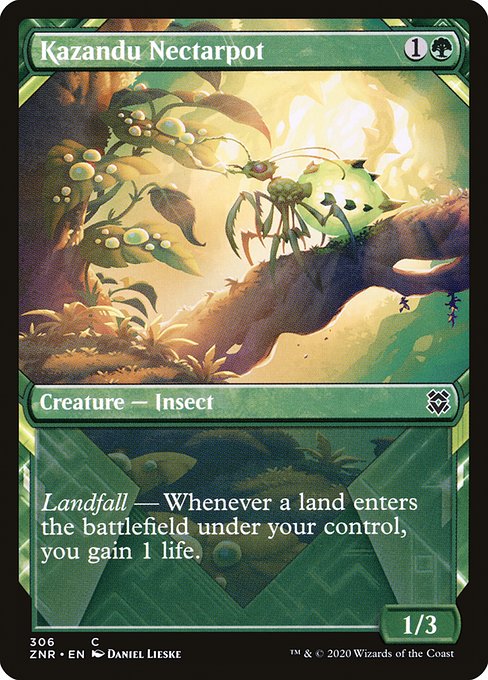 Kazandu Nectarpot 1
Creature — Insect
Landfall — Whenever a land enters
the battlefield under your control,
you gain 1 life.
1/3
306 C
ZNR • EN Daniel Lieske
™ & © 2020 Wizards of the Coast